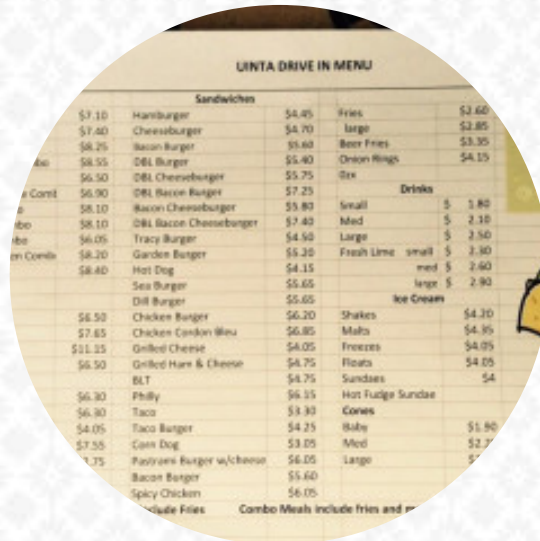 UINTA DRIVE IN MENU
Sandwiches
$7.10 Hamburger $4.45 Fries $2.60
$7.40 Cheeseburger $4.70 large $2.85
$8.25 Bacon Burger $5.60 Beer Fries $3.35
$8.55 DBL Burger $5.40 Onion Rings $4.15
$6.50 DBL Cheeseburger $5.75
$6.90 DBL Bacon Burger $7.25 Drinks
$8.10 Bacon Cheeseburger $5.80 Small $ 1.80
$8.10 DBL Bacon Cheeseburger $7.40 Med $ 2.10
$6.05 Tracy Burger $4.50 Large $ 2.50
$8.20 Garden Burger $5.20 Fresh Lime small $ 2.30
$8.40 Hot Dog $4.15 med $ 2.60
Sea Burger $5.65 large $ 2.90
Dill Burger $5.65 Ice Cream
$6.50 Chicken Burger $6.20 Shakes $4.20
$7.65 Chicken Cordon Bleu $6.85 Malts $4.35
$11.15 Grilled Cheese $4.05 Freezes $4.05
$6.50 Grilled Ham & Cheese $4.75 Floats $4.05
BLT $4.75 Sundaes $4
$6.30 Philly $6.15 Hot Fudge Sundae
$6.30 Taco $3.30 Cones
$4.05 Taco Burger $4.25 Baby $1.90
$7.55 Corn Dog $3.05 Med
Pastrami Burger w/cheese $6.05 Large
Bacon Burger $5.60
Spicy Chicken $6.05
Fries Combo Meals include fries and